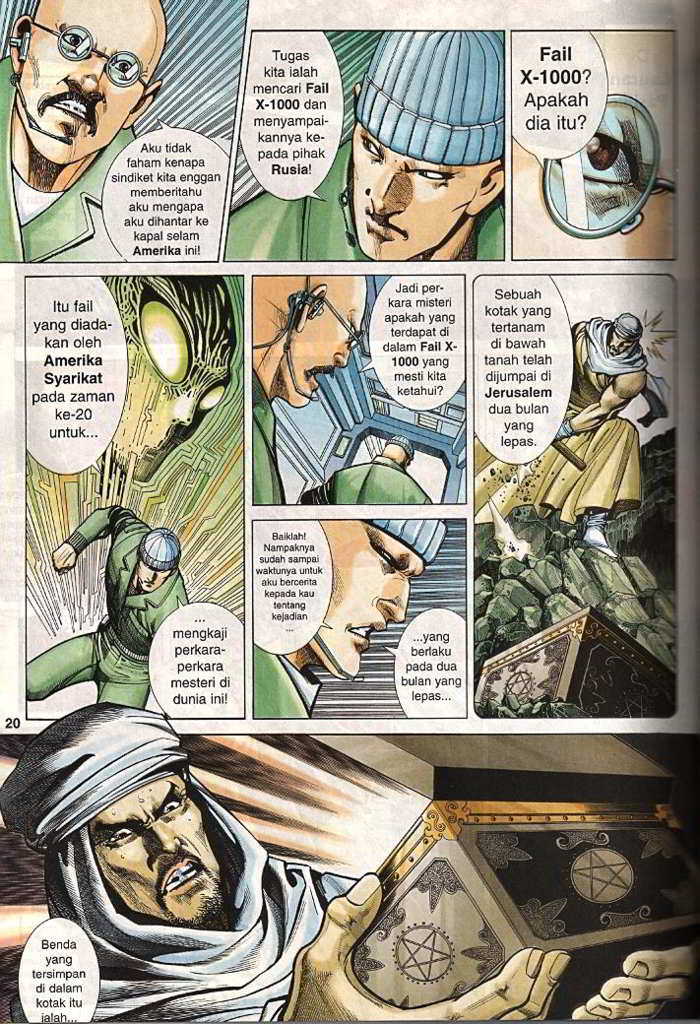 Aku tidak
faham kenapa
sindiket kita enggan
memberitahu
aku mengapa
aku dihantar ke
kapal selam
Amerika ini!
Tugas
kita ialah
mencari Fail
X-1000 dan
menyampai-
kannya ke-
pada pihak
Rusia!
Fail
X-1000?
Apakah
dia itu?
Itu fail
yang diada-
kan oleh
Amerika
Syarikat
pada zaman
ke-20
untuk...
...
mengkaji
perkara-
perkara
mesteri di
dunia ini!
Jadi per-
kara misteri
apakah yang
terdapat di
dalam Fail X-
1000 yang
mesti kita
ketahui?
Baiklah!
Nampaknya
sudah sampai
waktunya untuk
aku bercerita
kepada kau
tentang
kejadian
...
...yang
berlaku
pada dua
bulan yang
lepas...
Sebuah
kotak yang
tertanam
di bawah
tanah telah
dijumpai di
Jerusalem
dua bulan
yang
lepas.
20
Benda
yang
tersimpan
di dalam
kotak itu
ialah...